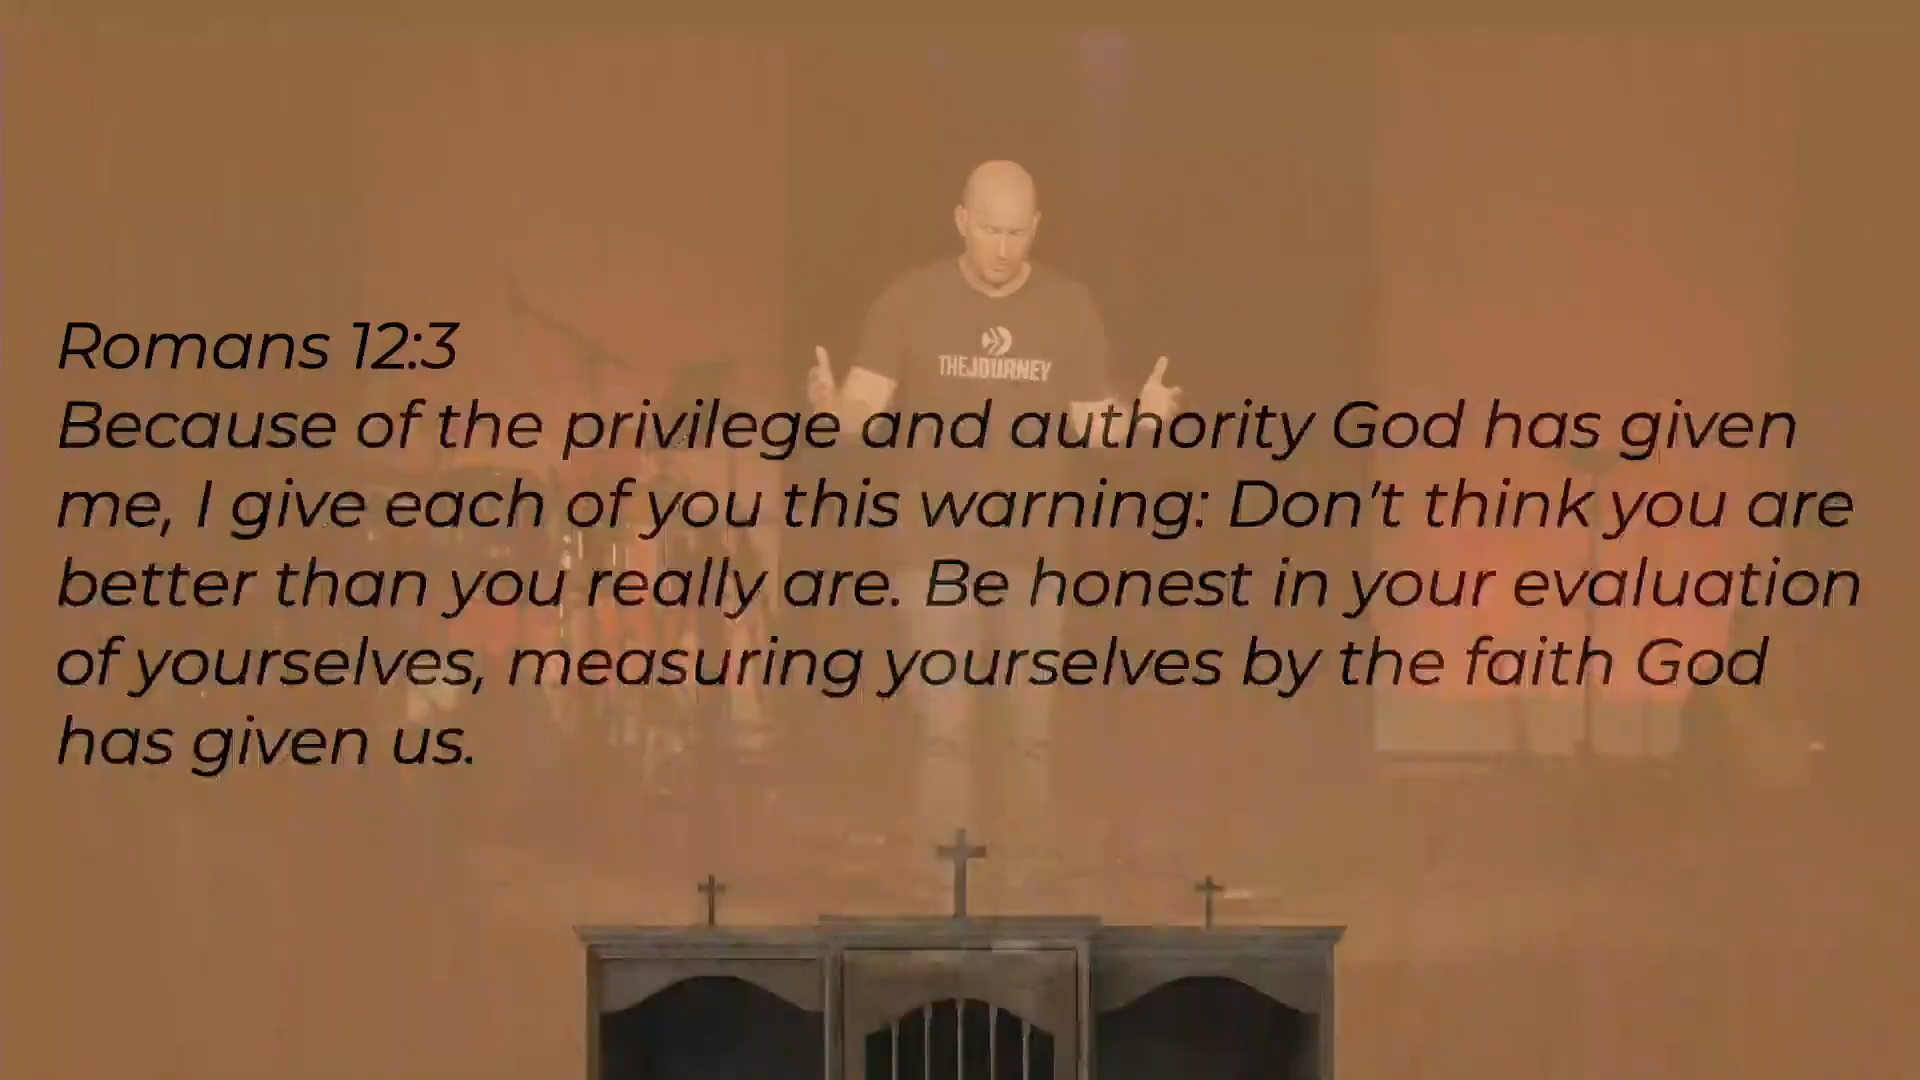 THEJOURNEY
Romans 12:3
Because of the privilege and authority God has given
me, I give each of you this warning: Don't think you are
better than you really are. Be honest in your evaluation
of yourselves, measuring yourselves by the faith God
has given us.